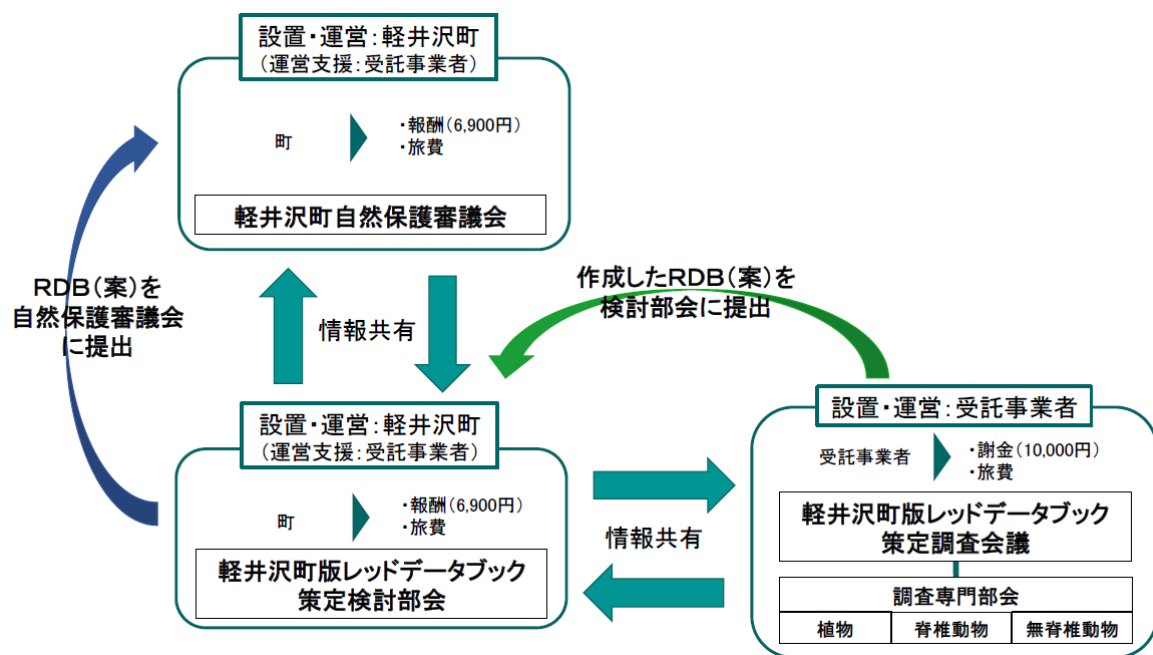 設置・運営：軽井沢町
（運営支援：受託事業者）
町
・報酬（6,900円）
・旅費
軽井沢町自然保護審議会
RDB（案）を
自然保護審議会
に提出
情報共有
作成したRDB（案）を
検討部会に提出
設置・運営：軽井沢町
（運営支援：受託事業者）
町
・報酬（6,900円）
・旅費
軽井沢町版レッドデータブック
策定検討部会
情報共有
設置・運営：受託事業者
受託事業者
・謝金（10,000円）
・旅費
軽井沢町版レッドデータブック
策定調査会議
調査専門部会
植物
脊椎動物
無脊椎動物